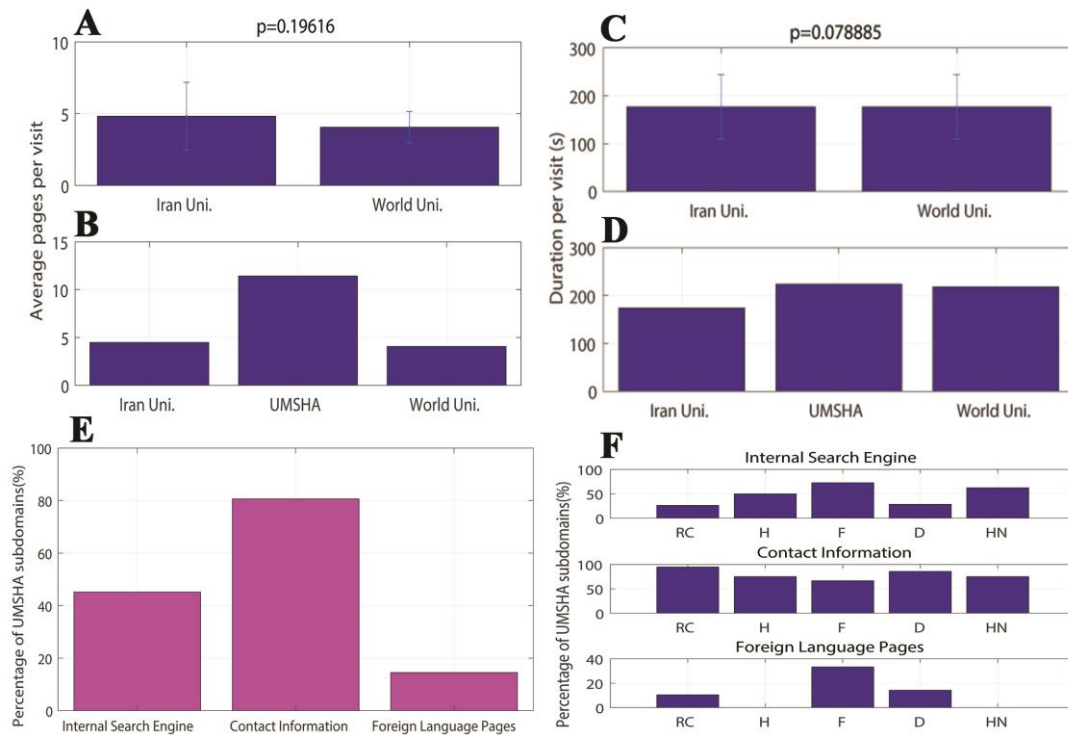 A
p=0.19616
10
5
0
Iran Uni.
World Uni.
B
15
10
5
0
Iran Uni.
UMSHA
World Uni.
Average pages per visit
C
p=0.078885
300
200
100
0
Iran Uni.
World Uni.
D
300
200
100
0
Iran Uni.
UMSHA
World Uni.
Duration per visit (s)
E
100
80
60
40
20
0
Internal Search Engine
Contact Information
Foreign Language Pages
Percentage of UMSHA subdomains(%)
F
Internal Search Engine
100
50
0
RC
H
F
D
HN
Contact Information
100
50
0
RC
H
F
D
HN
Foreign Language Pages
40
20
0
RC
H
F
D
HN
Percentage of UMSHA subdomains(%)